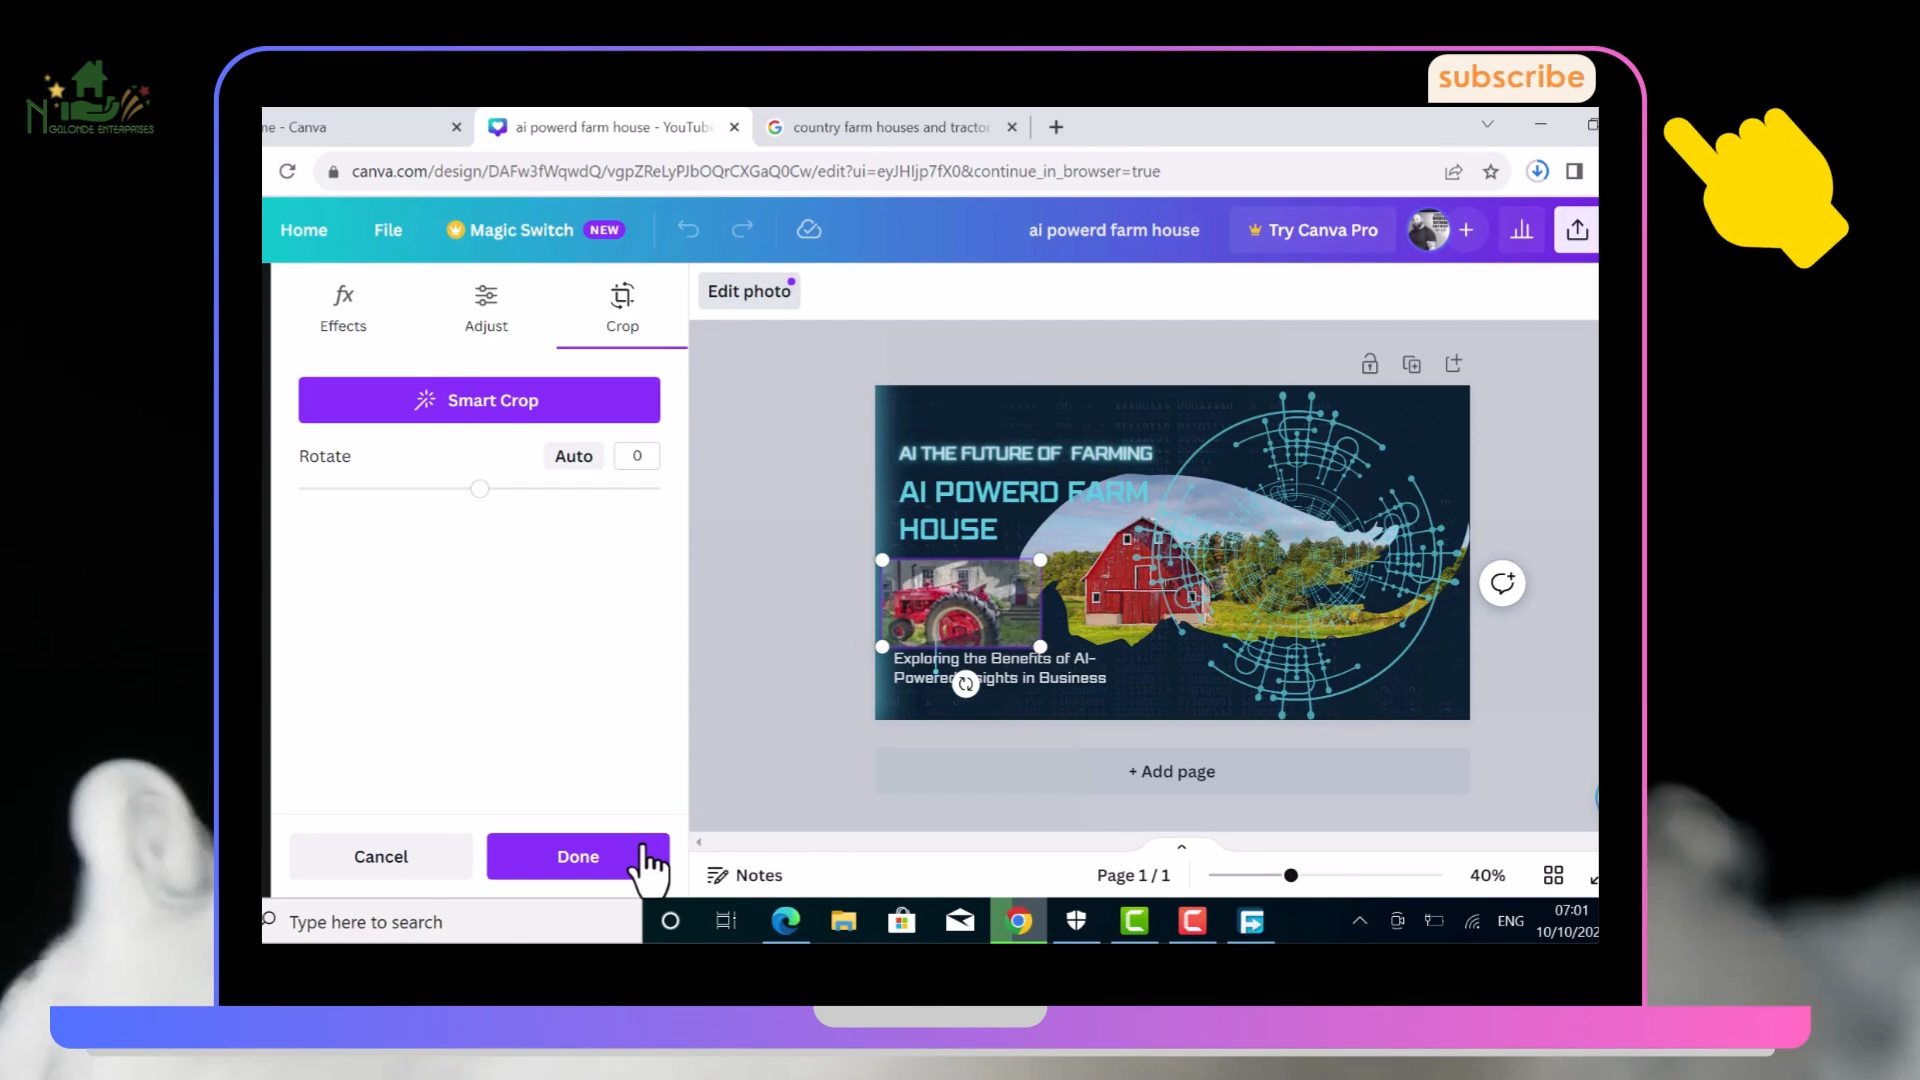 subscribe
NGALONDE ENTERPRISES
ne - Canva
ai powerd farm house - YouTube
country farm houses and tractor
canva.com/design/DAFw3fWqwdQ/vgpZReLyPJbOQrCXGaQ0Cw/edit?ui=eyJHIjp7fX0&continue_in_browser=true
Home File Magic Switch NEW ai powerd farm house Try Canva Pro
Effects Adjust Crop
Edit photo
Smart Crop
Rotate Auto 0
AI THE FUTURE OF FARMING
AI POWERD FARM
HOUSE
Exploring the Benefits of AI-
Powered Insights in Business
+ Add page
Cancel Done
Notes Page 1 / 1 40%
Type here to search
ENG 07:01
10/10/202